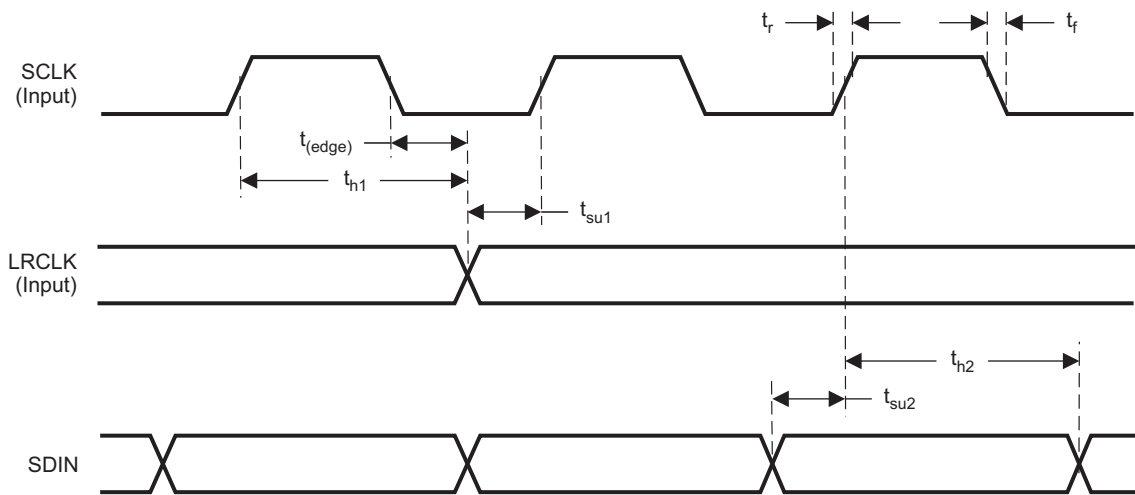 t_r
t_f
SCLK
(Input)
t_(edge)
t_h1
t_su1
LRCLK
(Input)
t_h2
t_su2
SDIN